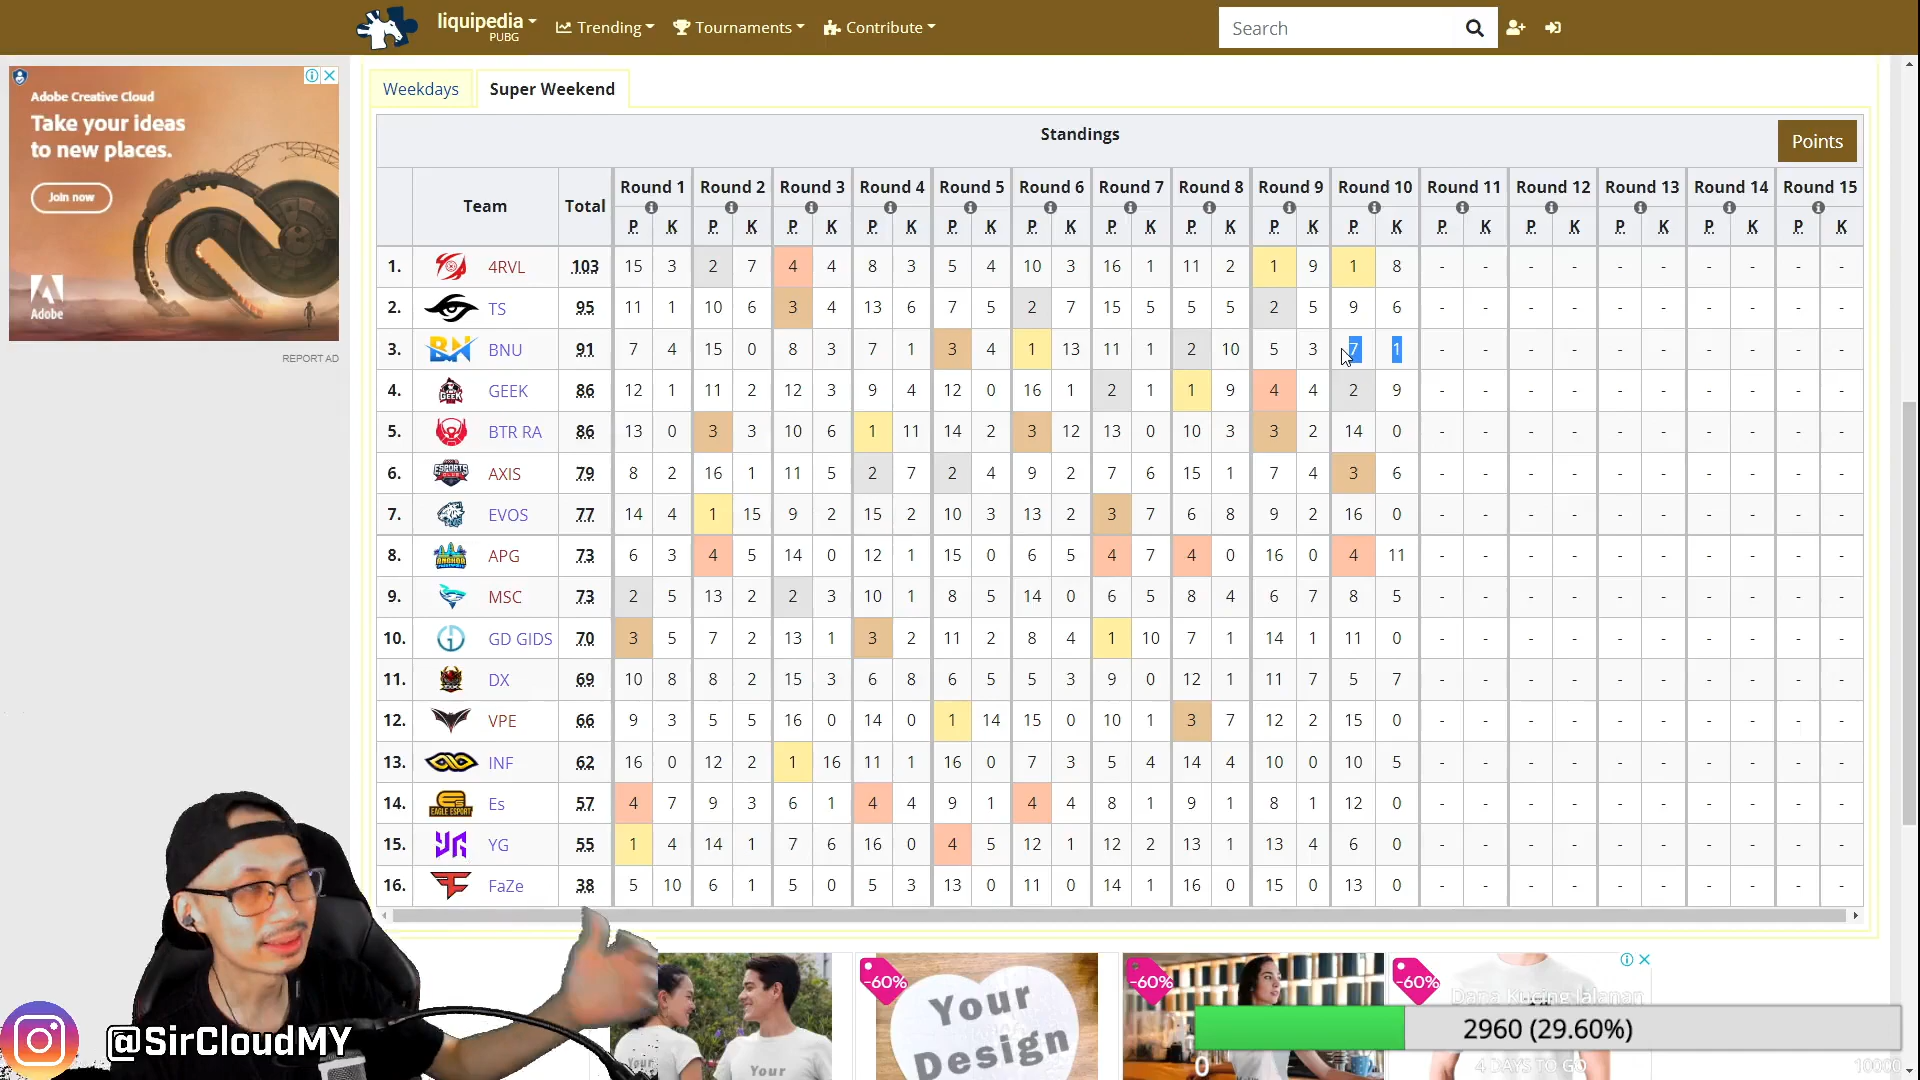 liquipedia
PUBG
Trending
Tournaments
Contribute
Search
Adobe Creative Cloud
Take your ideas
to new places.
Join now
Adobe
REPORT AD
Weekdays
Super Weekend
Standings
Points
Team Total Round 1 Round 2 Round 3 Round 4 Round 5 Round 6 Round 7 Round 8 Round 9 Round 10 Round 11 Round 12 Round 13 Round 14 Round 15
P K P K P K P K P K P K P K P K P K P K P K P K P K P K P K
1. 4RVL 103 15 3 2 7 4 4 8 3 5 4 10 3 16 1 11 2 1 9 1 8 - - - - - - - - - -
2. TS 95 11 1 10 6 3 4 13 6 7 5 2 7 15 5 5 5 2 5 9 6 - - - - - - - - - -
3. BN BNU 91 7 4 15 0 8 3 7 1 3 4 1 13 11 1 2 10 5 3 7 1 - - - - - - - - - -
4. GEEK GEEK 86 12 1 11 2 12 3 9 4 12 0 16 1 2 1 1 9 4 4 2 9 - - - - - - - - - -
5. BTR RA 86 13 0 3 3 10 6 1 11 14 2 3 12 13 0 10 3 3 2 14 0 - - - - - - - - - -
6. ESPORTS AXIS 79 8 2 16 1 11 5 2 7 2 4 9 2 7 6 15 1 7 4 3 6 - - - - - - - - - -
7. EVOS 77 14 4 1 15 9 2 15 2 10 3 13 2 3 7 6 8 9 2 16 0 - - - - - - - - - -
8. APG 73 6 3 4 5 14 0 12 1 15 0 6 5 4 7 4 0 16 0 4 11 - - - - - - - - - -
9. MSC 73 2 5 13 2 2 3 10 1 8 5 14 0 6 5 8 4 6 7 8 5 - - - - - - - - - -
10. GD GIDS 70 3 5 7 2 13 1 3 2 11 2 8 4 1 10 7 1 14 1 11 0 - - - - - - - - - -
11. DX 69 10 8 8 2 15 3 6 8 6 5 5 3 9 0 12 1 11 7 5 7 - - - - - - - - - -
12. VPE 66 9 3 5 5 16 0 14 0 1 14 15 0 10 1 3 7 12 2 15 0 - - - - - - - - - -
13. INF 62 16 0 12 2 1 16 11 1 16 0 7 3 5 4 14 4 10 0 10 5 - - - - - - - - - -
14. EAGLE ESPORT Es 57 4 7 9 3 6 1 4 4 9 1 4 4 8 1 9 1 8 1 12 0 - - - - - - - - - -
15. YG 55 1 4 14 1 7 6 16 0 4 5 12 1 12 2 13 1 13 4 6 0 - - - - - - - - - -
16. FaZe 38 5 10 6 1 5 0 5 3 13 0 11 0 14 1 16 0 15 0 13 0 - - - - - - - - - -
-60%
-60%
-60%
Your
Design
Your
Dana Kucing Jalanan
2960 (29.60%)
0
4 DAYS TO GO
10000
@SirCloudMY